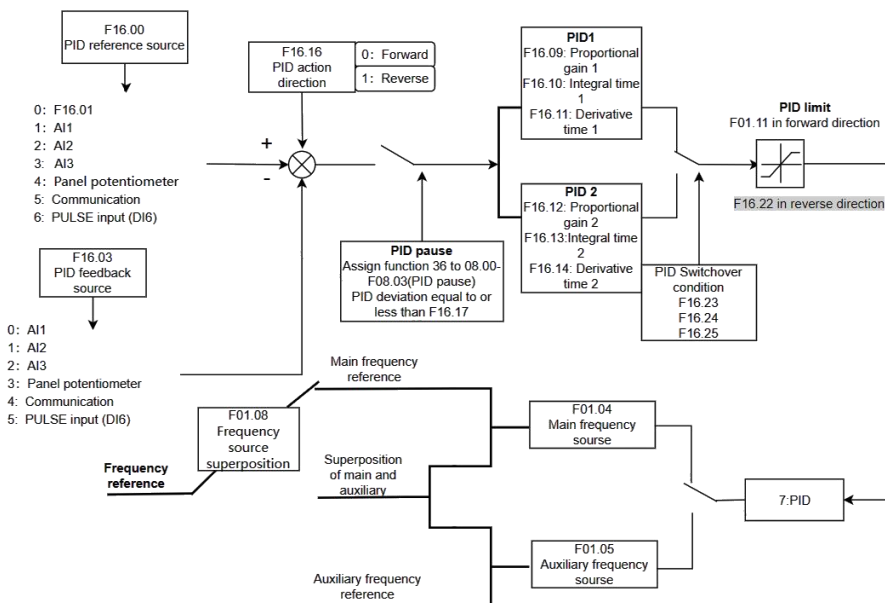 F16.00
PID reference source
0: F16.01
1: AI1
2: AI2
3: AI3
4: Panel potentiometer
5: Communication
6: PULSE input (DI6)
F16.03
PID feedback
source
0: AI1
1: AI2
2: AI3
3: Panel potentiometer
4: Communication
5: PULSE input (DI6)
F16.16
PID action
direction
0: Forward
1: Reverse
+
-
PID pause
Assign function 36 to 08.00-
F08.03(PID pause)
PID deviation equal to or
less than F16.17
PID1
F16.09: Proportional
gain 1
F16.10: Integral time
1
F16.11: Derivative
time 1
PID 2
F16.12: Proportional
gain 2
F16.13:Integral time
2
F16.14: Derivative
time 2
PID Switchover
condition
F16.23
F16.24
F16.25
PID limit
F01.11 in forward direction
F16.22 in reverse direction
Main frequency
reference
F01.08
Frequency
source
superposition
Frequency
reference
Superposition
of main and
auxiliary
Auxiliary frequency
reference
F01.04
Main frequency
sourse
F01.05
Auxiliary frequency
sourse
7:PID